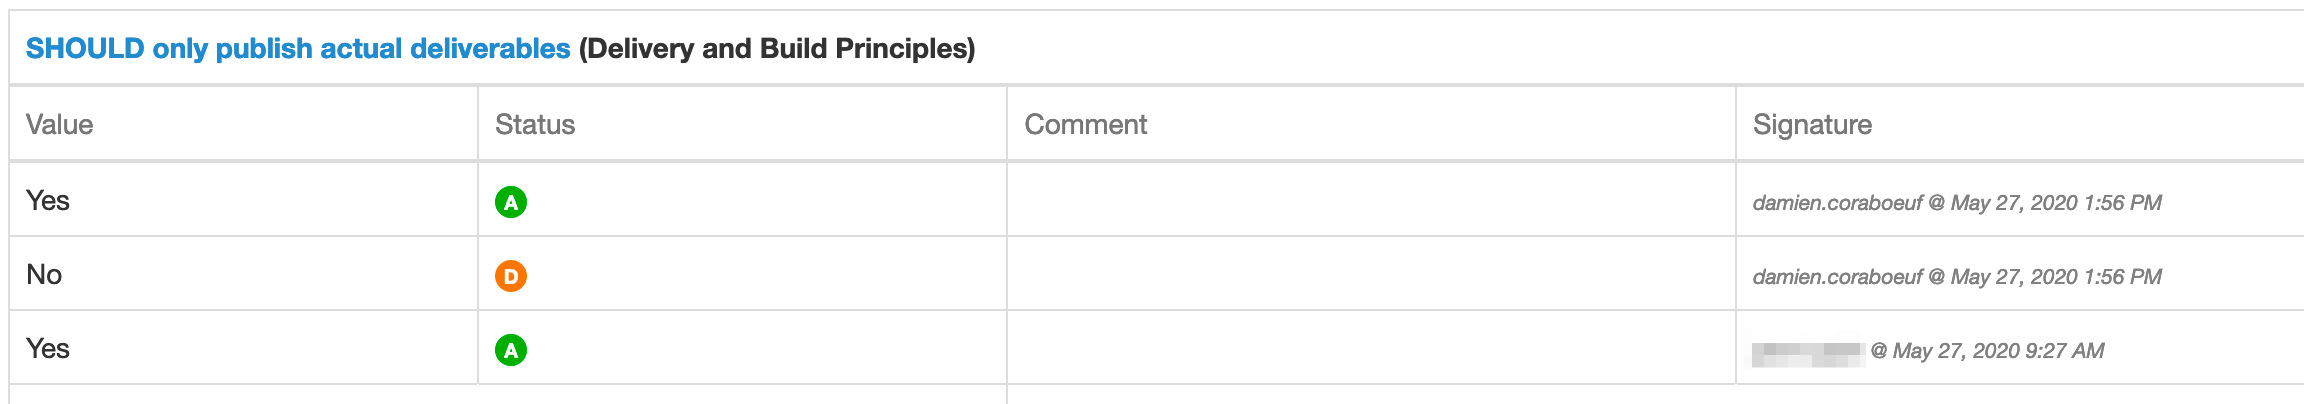 SHOULD only publish actual deliverables (Delivery and Build Principles)
Value Status Comment Signature
Yes A damien.coraboeuf @ May 27, 2020 1:56 PM
No D damien.coraboeuf @ May 27, 2020 1:56 PM
Yes A @ May 27, 2020 9:27 AM